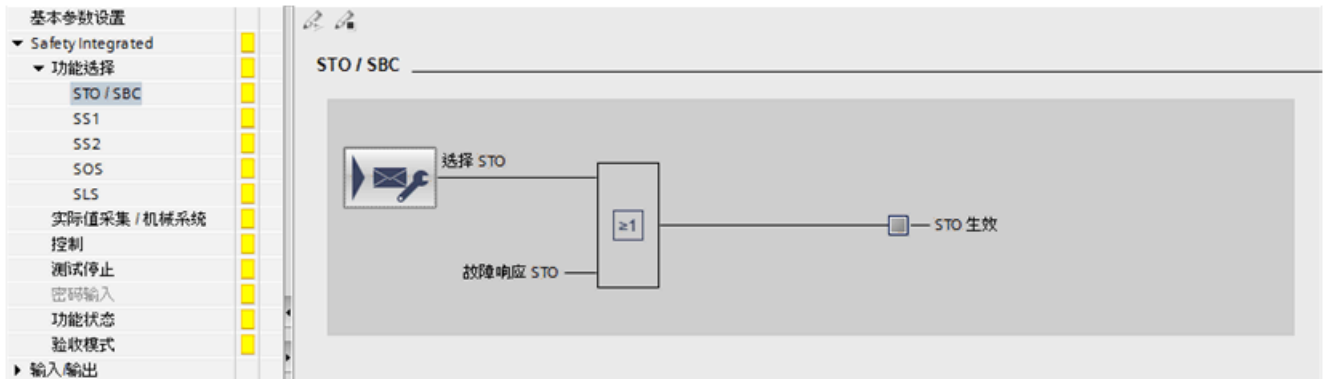 基本参数设置
Safety Integrated
功能选择
STO / SBC
SS1
SS2
SOS
SLS
实际值采集 / 机械系统
控制
测试停止
密码输入
功能状态
验收模式
输入/输出
STO / SBC
选择 STO
≥1
STO 生效
故障响应 STO